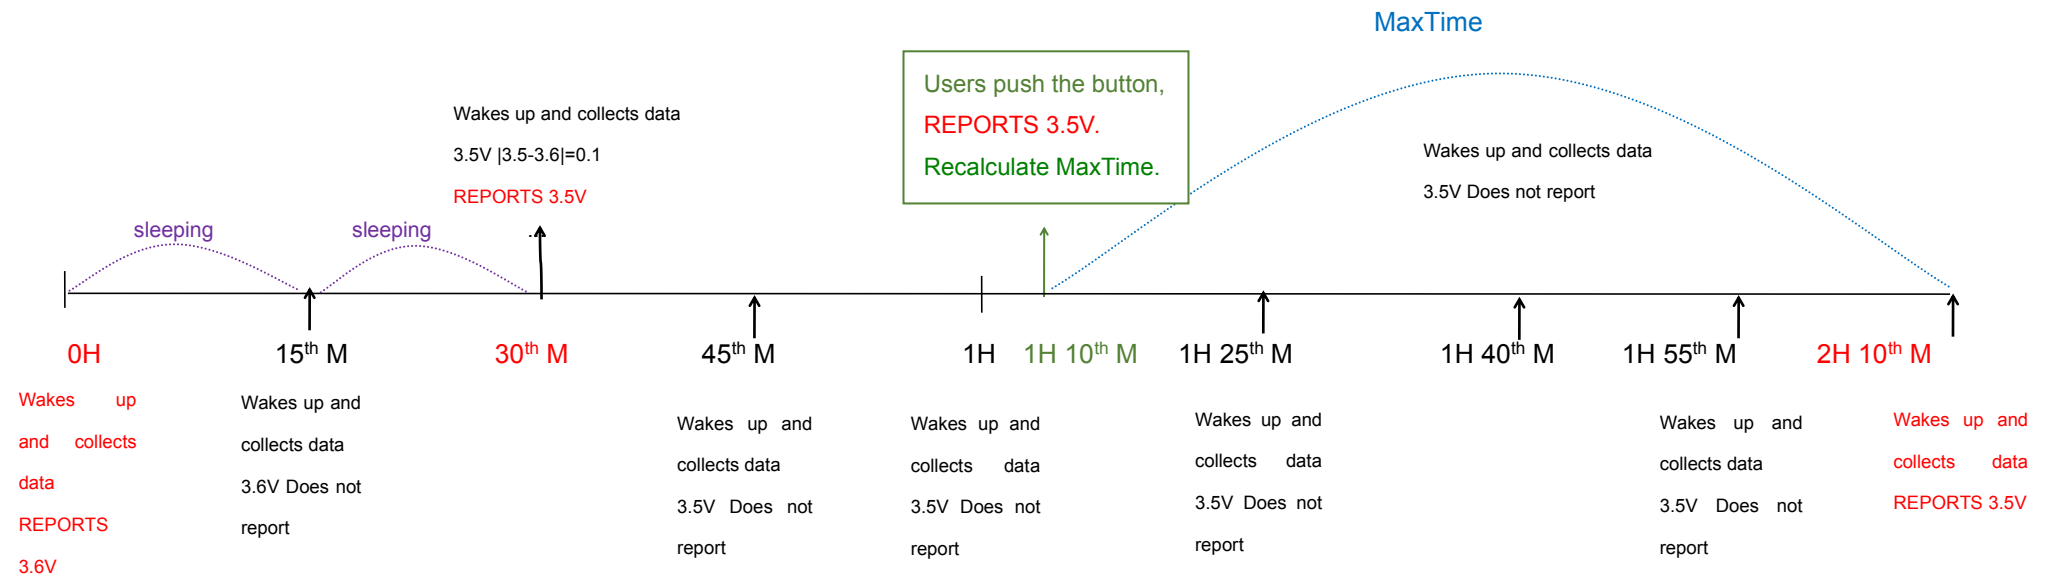 MaxTime
Users push the button,
REPORTS 3.5V.
Recalculate MaxTime.
Wakes up and collects data
3.5V |3.5-3.6|=0.1
REPORTS 3.5V
Wakes up and collects data
3.5V Does not report
sleeping
sleeping
0H
15th M
30th M
45th M
1H
1H 10th M
1H 25th M
1H 40th M
1H 55th M
2H 10th M
Wakes up
and collects
data
REPORTS
3.6V
Wakes up and
collects data
3.6V Does not
report
Wakes up and
collects data
3.5V Does not
report
Wakes up and
collects data
3.5V Does not
report
Wakes up and
collects data
3.5V Does not
report
Wakes up and
collects data
3.5V Does not
report
Wakes up and
collects data
REPORTS 3.5V